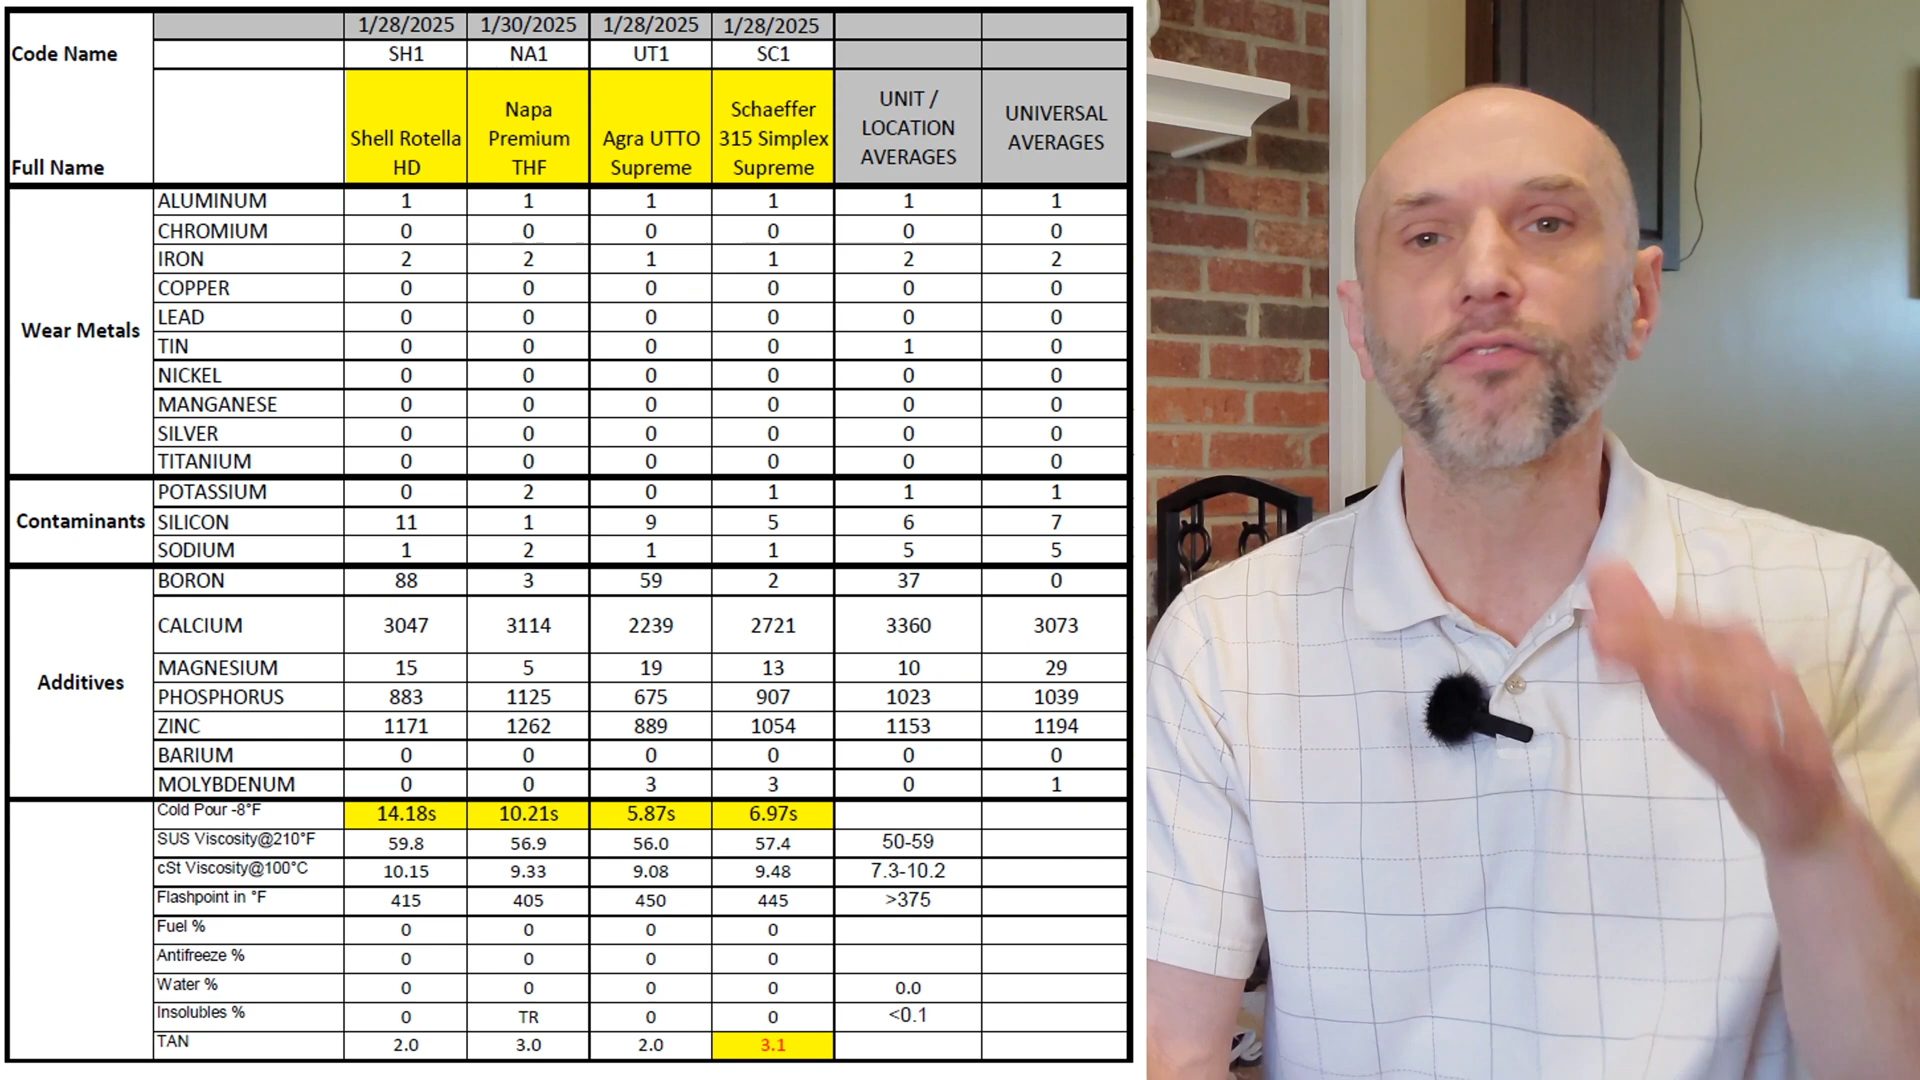 1/28/2025 1/30/2025 1/28/2025 1/28/2025
Code Name SH1 NA1 UT1 SC1
Full Name Shell Rotella HD Napa Premium THF Agra UTTO Supreme Schaeffer 315 Simplex Supreme UNIT / LOCATION AVERAGES UNIVERSAL AVERAGES
Wear Metals
ALUMINUM 1 1 1 1 1 1
CHROMIUM 0 0 0 0 0 0
IRON 2 2 1 1 2 2
COPPER 0 0 0 0 0 0
LEAD 0 0 0 0 0 0
TIN 0 0 0 0 1 0
NICKEL 0 0 0 0 0 0
MANGANESE 0 0 0 0 0 0
SILVER 0 0 0 0 0 0
TITANIUM 0 0 0 0 0 0
Contaminants
POTASSIUM 0 2 0 1 1 1
SILICON 11 1 9 5 6 7
SODIUM 1 2 1 1 5 5
Additives
BORON 88 3 59 2 37 0
CALCIUM 3047 3114 2239 2721 3360 3073
MAGNESIUM 15 5 19 13 10 29
PHOSPHORUS 883 1125 675 907 1023 1039
ZINC 1171 1262 889 1054 1153 1194
BARIUM 0 0 0 0 0 0
MOLYBDENUM 0 0 3 3 0 1
Cold Pour -8°F 14.18s 10.21s 5.87s 6.97s
SUS Viscosity@210°F 59.8 56.9 56.0 57.4 50-59
cSt Viscosity@100°C 10.15 9.33 9.08 9.48 7.3-10.2
Flashpoint in °F 415 405 450 445 >375
Fuel % 0 0 0 0
Antifreeze % 0 0 0 0
Water % 0 0 0 0 0.0
Insolubles % 0 TR 0 0 <0.1
TAN 2.0 3.0 2.0 3.1